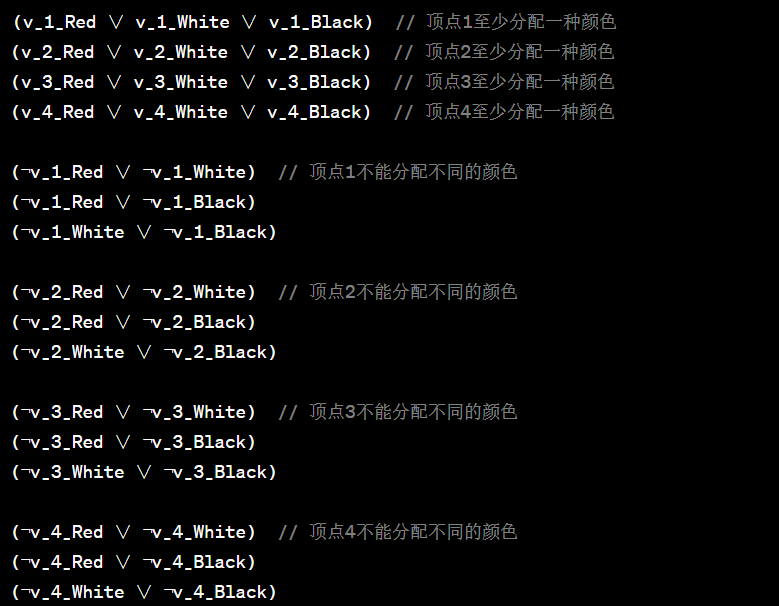 (v_1_Red ∨ v_1_White ∨ v_1_Black)  // 顶点1至少分配一种颜色
(v_2_Red ∨ v_2_White ∨ v_2_Black)  // 顶点2至少分配一种颜色
(v_3_Red ∨ v_3_White ∨ v_3_Black)  // 顶点3至少分配一种颜色
(v_4_Red ∨ v_4_White ∨ v_4_Black)  // 顶点4至少分配一种颜色
(¬v_1_Red ∨ ¬v_1_White)  // 顶点1不能分配不同的颜色
(¬v_1_Red ∨ ¬v_1_Black)
(¬v_1_White ∨ ¬v_1_Black)
(¬v_2_Red ∨ ¬v_2_White)  // 顶点2不能分配不同的颜色
(¬v_2_Red ∨ ¬v_2_Black)
(¬v_2_White ∨ ¬v_2_Black)
(¬v_3_Red ∨ ¬v_3_White)  // 顶点3不能分配不同的颜色
(¬v_3_Red ∨ ¬v_3_Black)
(¬v_3_White ∨ ¬v_3_Black)
(¬v_4_Red ∨ ¬v_4_White)  // 顶点4不能分配不同的颜色
(¬v_4_Red ∨ ¬v_4_Black)
(¬v_4_White ∨ ¬v_4_Black)